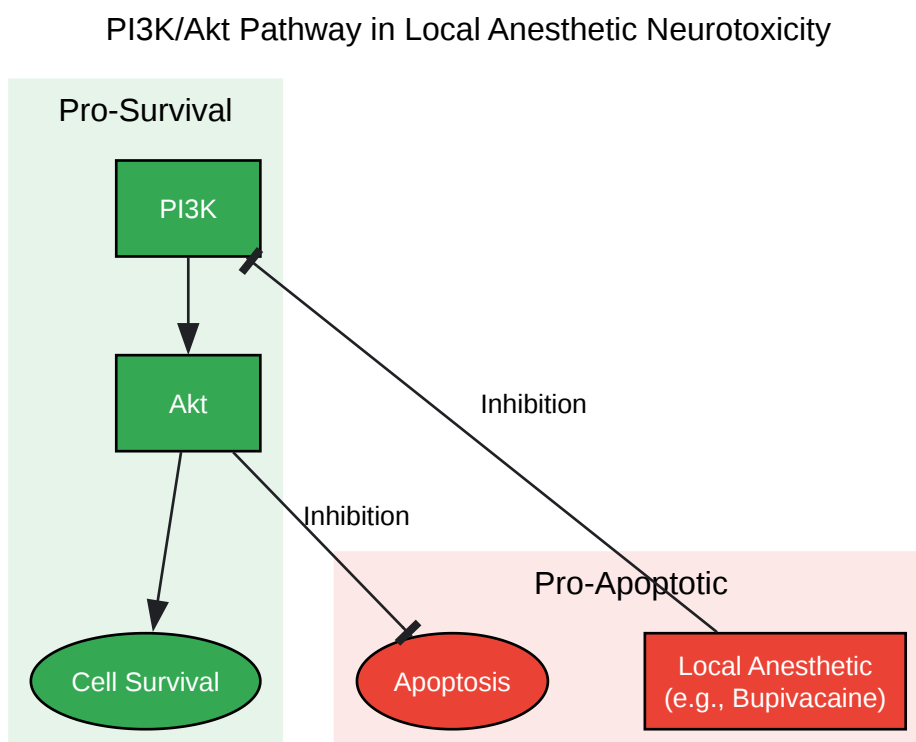 PI3K/Akt Pathway in Local Anesthetic Neurotoxicity
Pro-Survival
PI3K
Akt
Inhibition
Inhibition
Pro-Apoptotic
Cell Survival
Apoptosis
Local Anesthetic
(e.g., Bupivacaine)